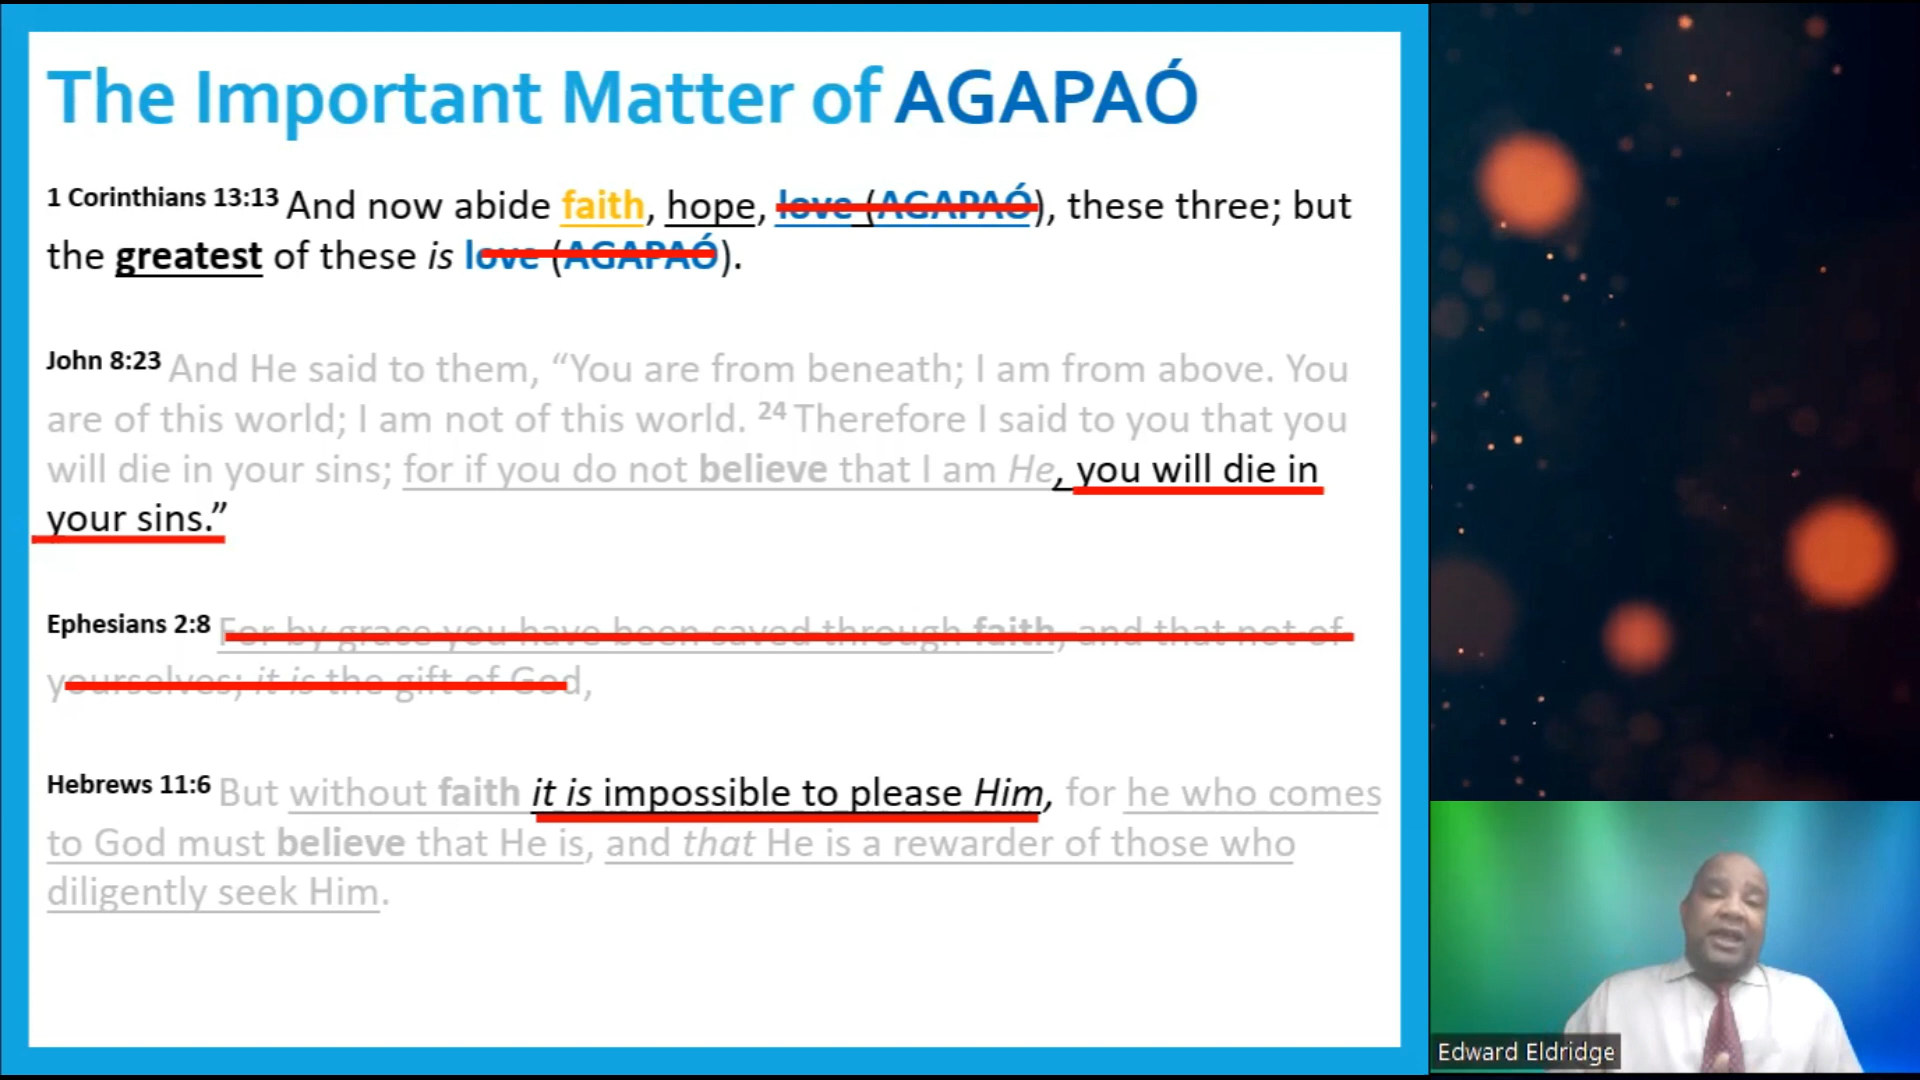 The Important Matter of AGAPAÓ
1 Corinthians 13:13 And now abide faith, hope, love (AGAPAÓ), these three; but
the greatest of these is love (AGAPAÓ).
John 8:23 And He said to them, “You are from beneath; I am from above. You
are of this world; I am not of this world. 24 Therefore I said to you that you
will die in your sins; for if you do not believe that I am He, you will die in
your sins.”
Ephesians 2:8 For by grace you have been saved through faith, and that not of
yourselves; it is the gift of God,
Hebrews 11:6 But without faith it is impossible to please Him, for he who comes
to God must believe that He is, and that He is a rewarder of those who
diligently seek Him.
Edward Eldridge